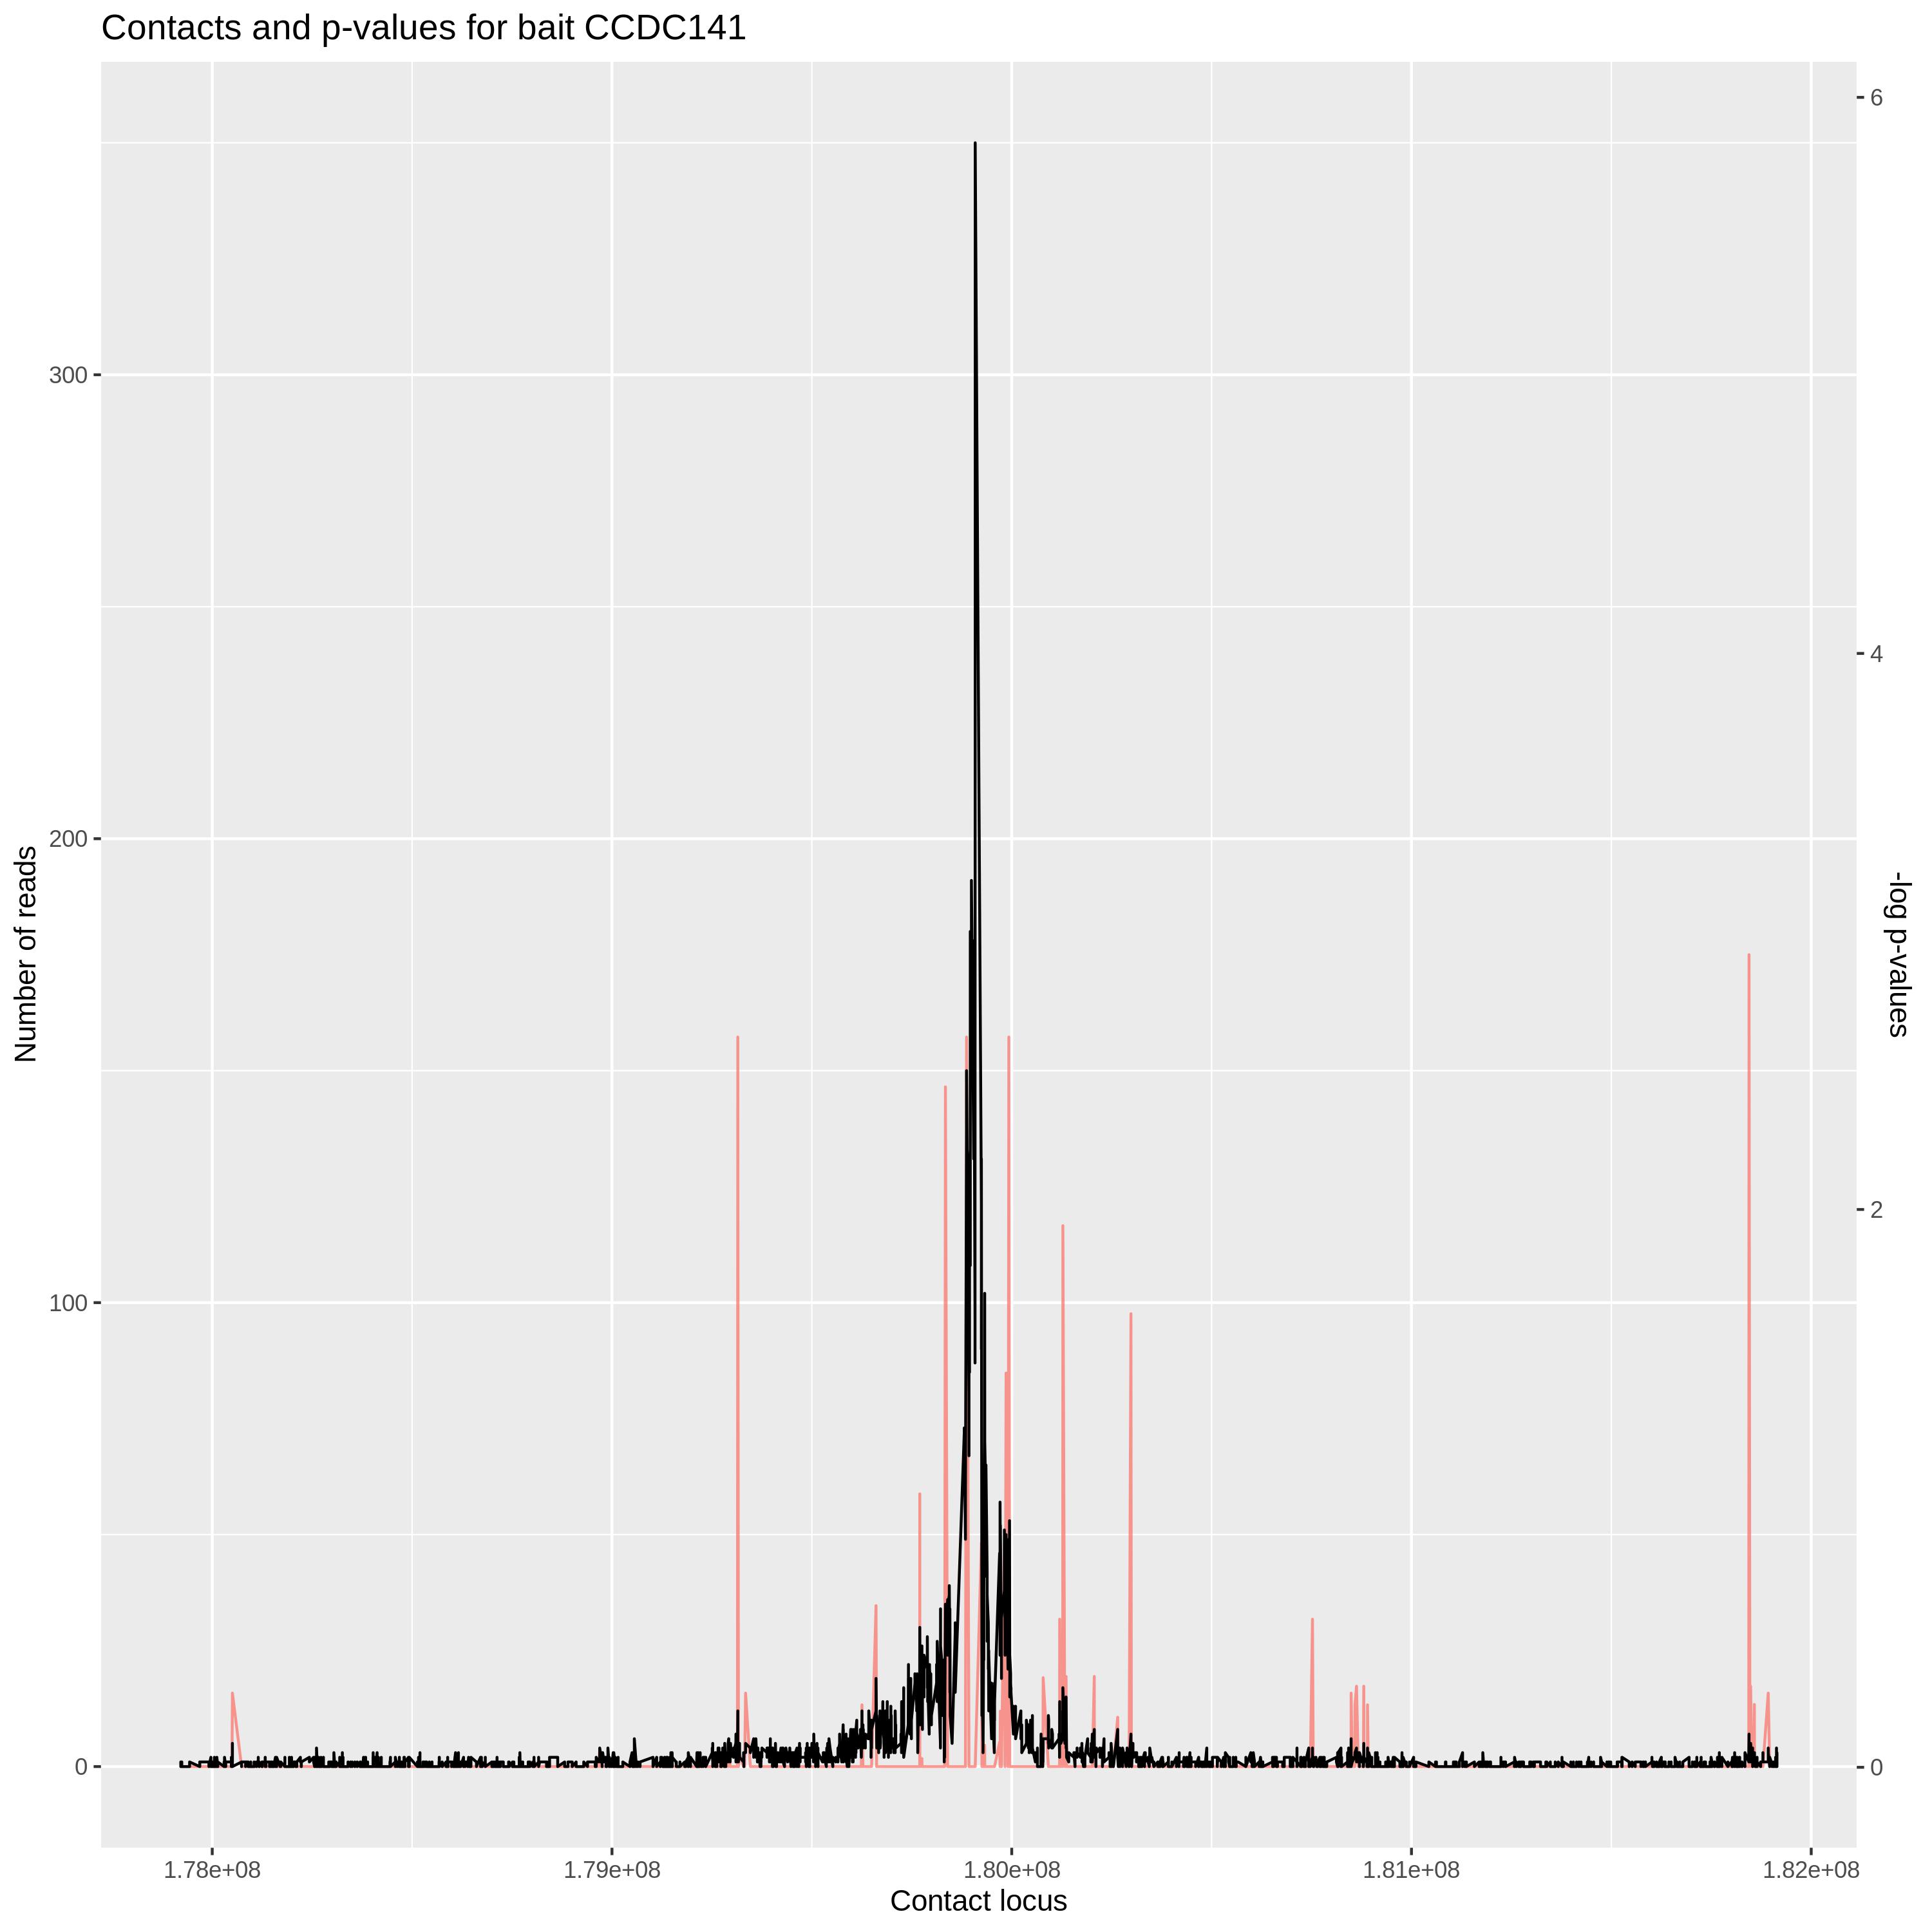 Contacts and p-values for bait CCDC141
Number of reads
300
200
100
0
6
4
2
0
-log p-values
1.78e+08
1.79e+08
1.80e+08
1.81e+08
1.82e+08
Contact locus